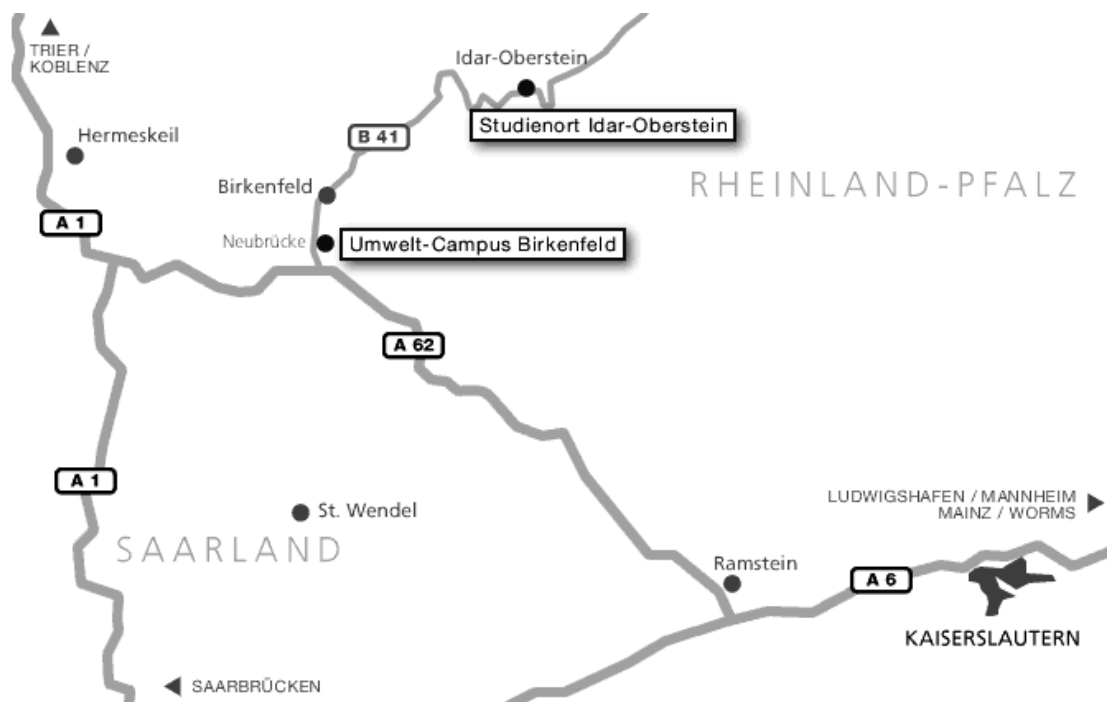 TRIER /
KOBLENZ
Idar-Oberstein
Studienort Idar-Oberstein
Hermeskeil
B 41
Birkenfeld
RHEINLAND-PFALZ
A 1
Neubrücke
Umwelt-Campus Birkenfeld
A 62
A 1
St. Wendel
LUDWIGSHAFEN / MANNHEIM
MAINZ / WORMS
SAARLAND
Ramstein
A 6
KAISERSLAUTERN
SAARBRÜCKEN